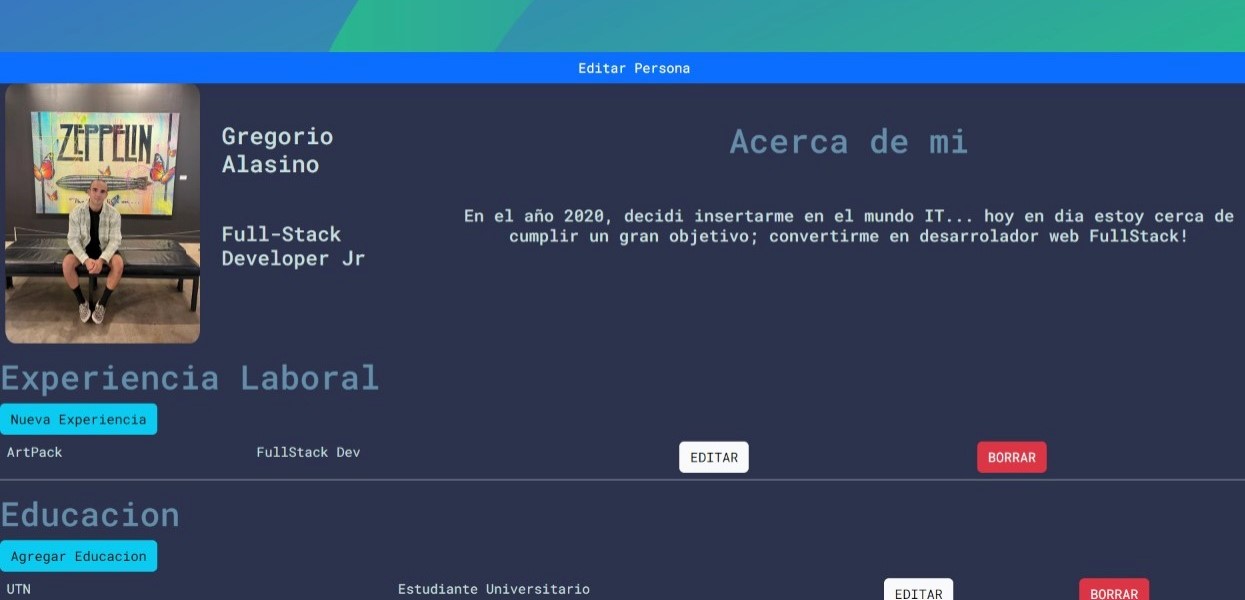 Editar Persona
ZEPPELIN
Gregorio
Alasino
Full-Stack
Developer Jr
Acerca de mi
En el año 2020, decidi insertarme en el mundo IT... hoy en dia estoy cerca de
cumplir un gran objetivo; convertirme en desarrolador web FullStack!
Experiencia Laboral
Nueva Experiencia
ArtPack FullStack Dev EDITAR BORRAR
Educacion
Agregar Educacion
UTN Estudiante Universitario EDITAR BORRAR